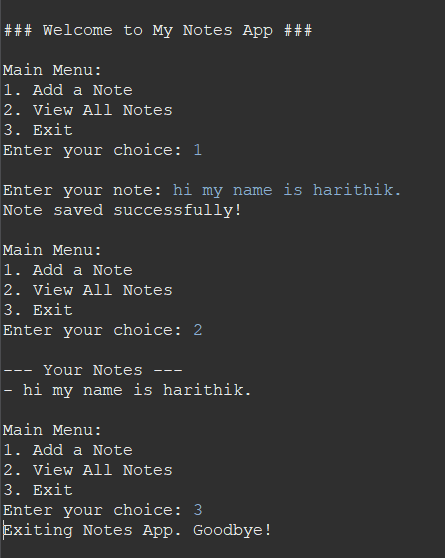 ### Welcome to My Notes App ###
Main Menu:
1. Add a Note
2. View All Notes
3. Exit
Enter your choice: 1
Enter your note: hi my name is harithik.
Note saved successfully!
Main Menu:
1. Add a Note
2. View All Notes
3. Exit
Enter your choice: 2
--- Your Notes ---
- hi my name is harithik.
Main Menu:
1. Add a Note
2. View All Notes
3. Exit
Enter your choice: 3
Exiting Notes App. Goodbye!